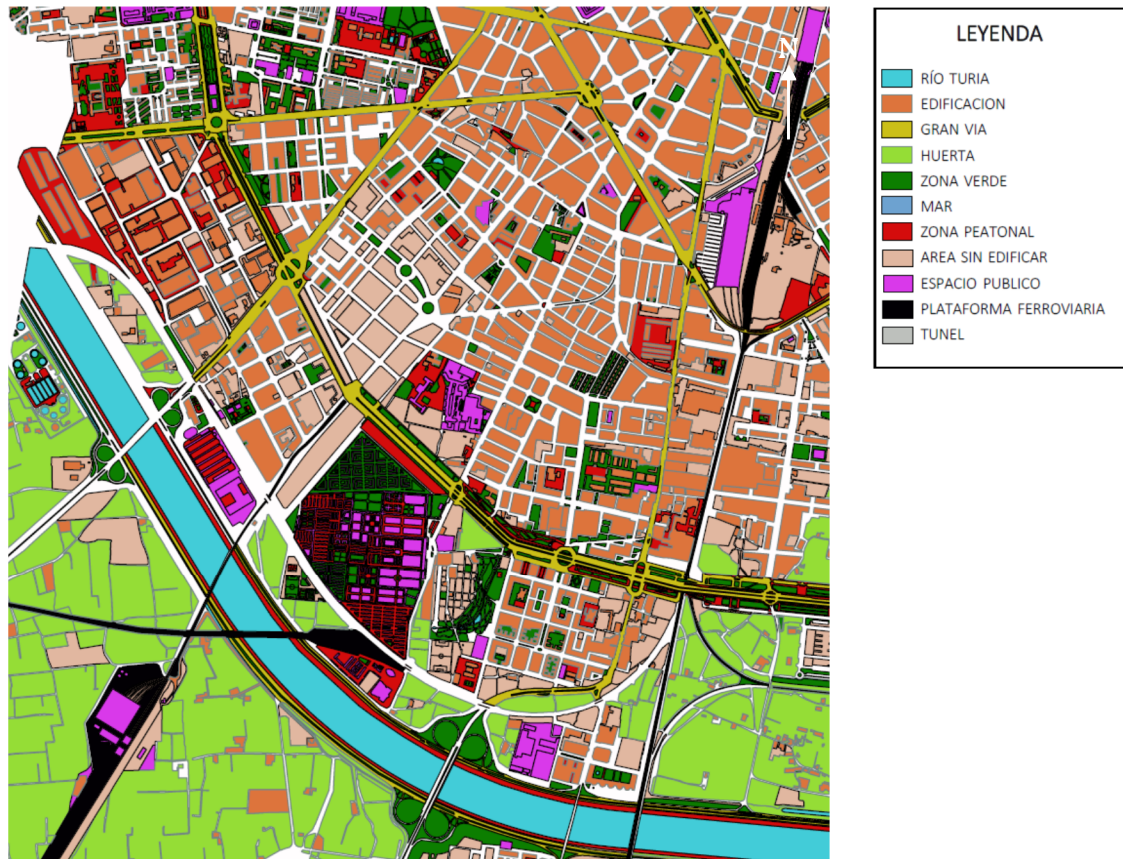 N
LEYENDA
RÍO TURIA
EDIFICACION
GRAN VIA
HUERTA
ZONA VERDE
MAR
ZONA PEATONAL
AREA SIN EDIFICAR
ESPACIO PUBLICO
PLATAFORMA FERROVIARIA
TUNEL